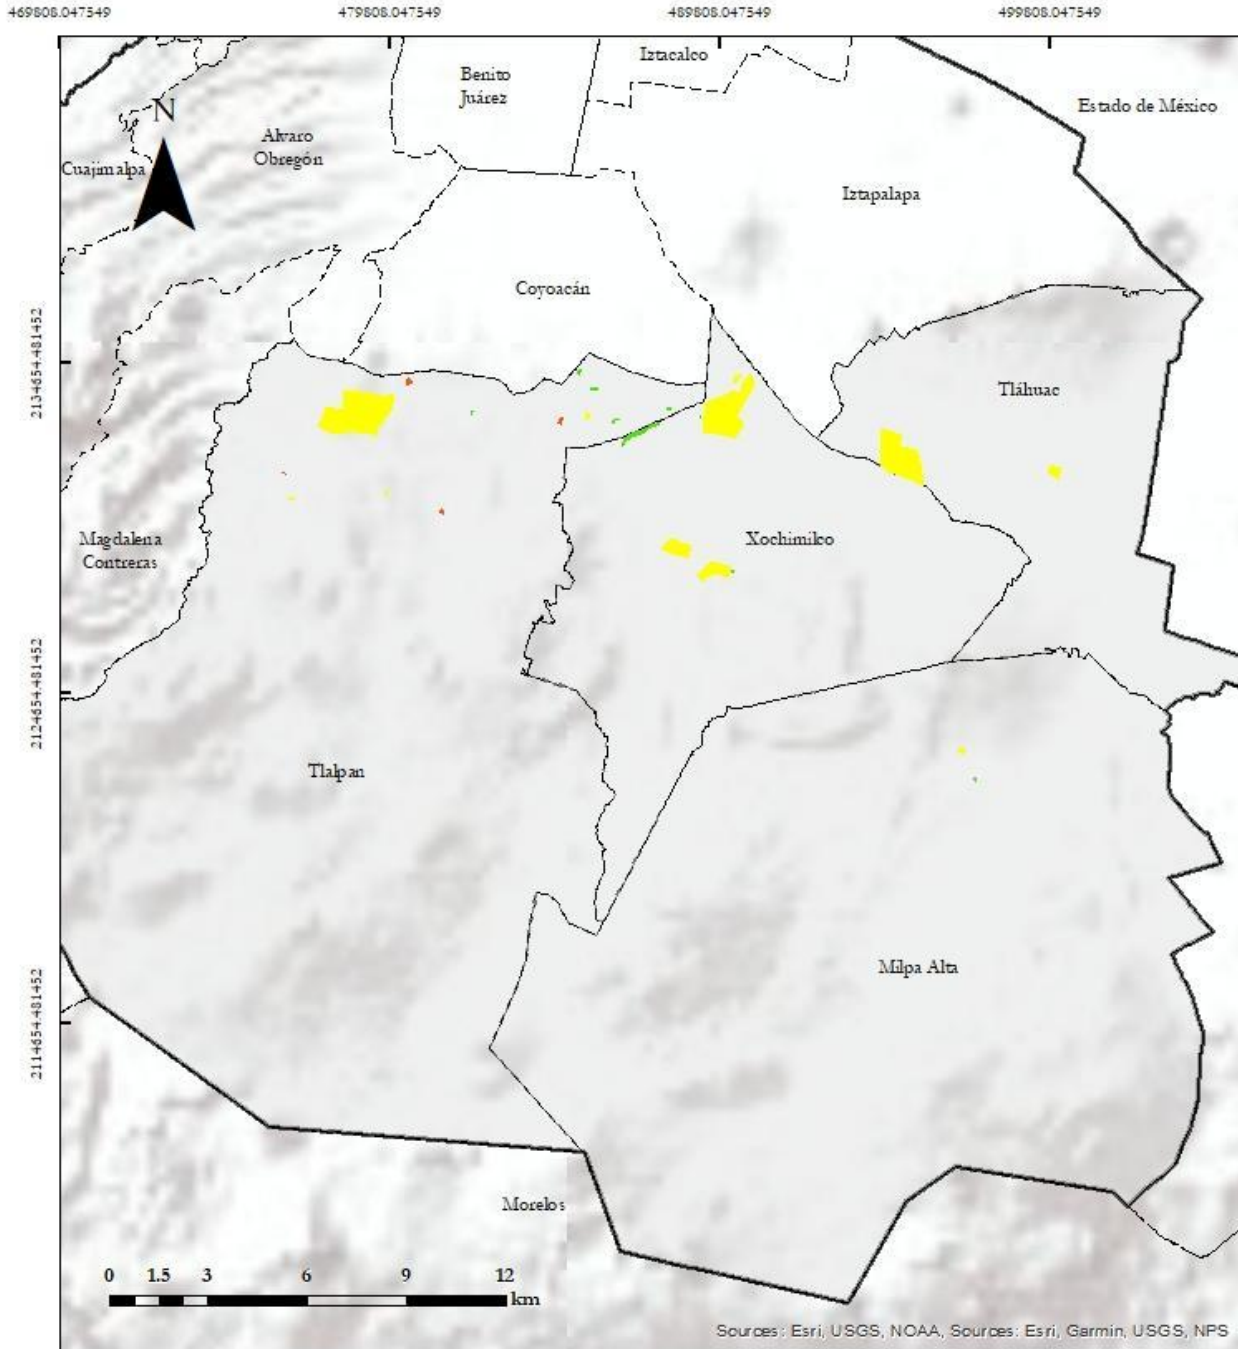 469808.047549
479808.047549
489808.047549
499808.047549
Iztacalco
Benito
Juárez
Estado de México
N
Alvaro
Obregón
Cuajimalpa
Iztapalapa
Coyoacán
2134654.481452
Tláhuac
Magdalena
Contreras
Xochimilco
2124654.481452
Tlalpan
Milpa Alta
2114654.481452
Morelos
0 1.5 3 6 9 12
km
Sources: Esri, USGS, NOAA, Sources: Esri, Garmin, USGS, NPS